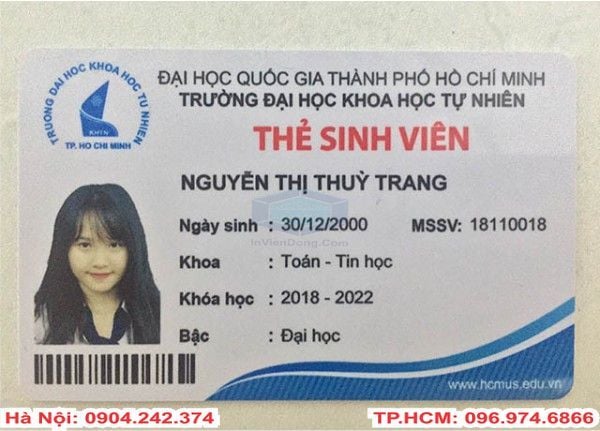 TRƯỜNG ĐẠI HỌC KHOA HỌC TỰ NHIÊN
KHTN
TP. HỒ CHÍ MINH
ĐẠI HỌC QUỐC GIA THÀNH PHỐ HỒ CHÍ MINH
TRƯỜNG ĐẠI HỌC KHOA HỌC TỰ NHIÊN
THẺ SINH VIÊN
NGUYỄN THỊ THUỲ TRANG
Ngày sinh : 30/12/2000 MSSV: 18110018
InVienDong.Com
Khoa : Toán - Tin học
Khóa học : 2018 - 2022
Bậc : Đại học
www.hcmus.edu.vn
Hà Nội: 0904.242.374 TP.HCM: 096.974.6866